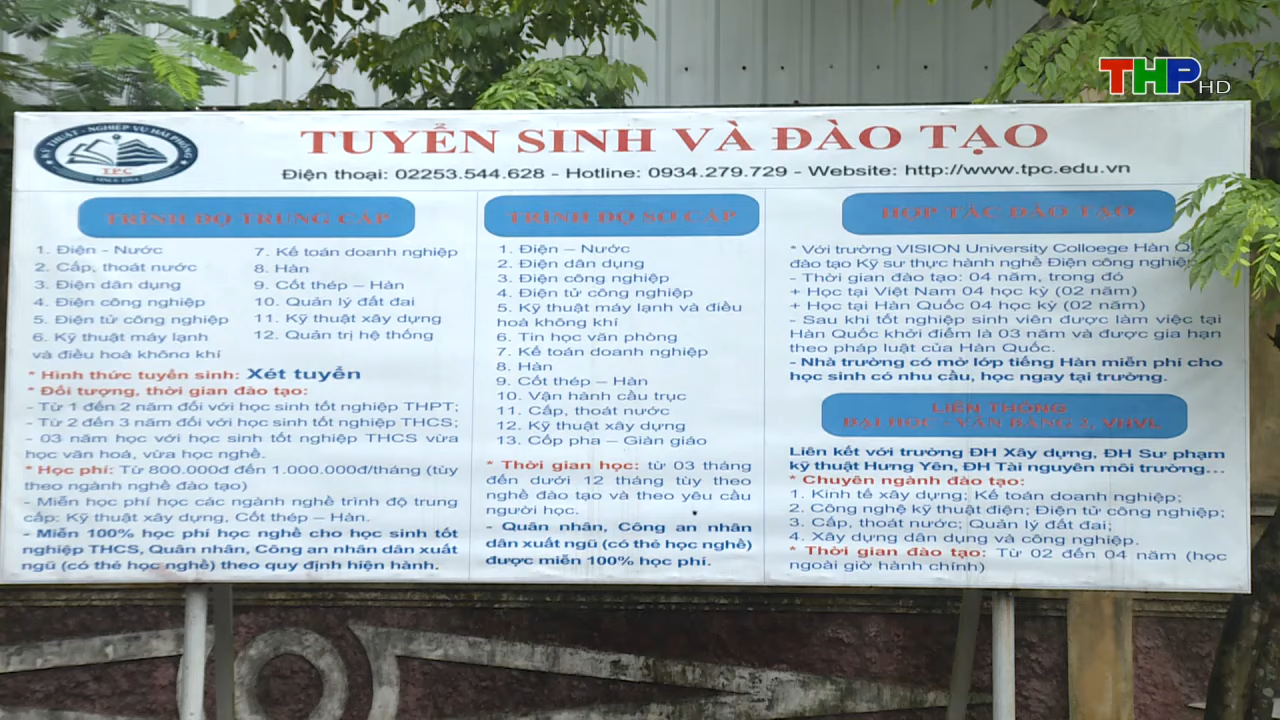 THP HD
KỸ THUẬT - NGHIỆP VỤ HẢI PHÒNG
TPC
TUYỂN SINH VÀ ĐÀO TẠO
Điện thoại: 02253.544.628 - Hotline: 0934.279.729 - Website: http://www.tpc.edu.vn
TRÌNH ĐỘ TRUNG CẤP
1. Điện - Nước
2. Cấp, thoát nước
3. Điện dân dụng
4. Điện công nghiệp
5. Điện tử công nghiệp
6. Kỹ thuật máy lạnh
và điều hoà không khí
7. Kế toán doanh nghiệp
8. Hàn
9. Cốt thép – Hàn
10. Quản lý đất đai
11. Kỹ thuật xây dựng
12. Quản trị hệ thống
* Hình thức tuyển sinh: Xét tuyển
* Đối tượng, thời gian đào tạo:
- Từ 1 đến 2 năm đối với học sinh tốt nghiệp THPT;
- Từ 2 đến 3 năm đối với học sinh tốt nghiệp THCS;
- 03 năm học với học sinh tốt nghiệp THCS vừa
học văn hoá, vừa học nghề.
* Học phí: Từ 800.000đ đến 1.000.000đ/tháng (tùy
theo ngành nghề đào tạo)
- Miễn học phí học các ngành nghề trình độ trung
cấp: Kỹ thuật xây dựng, Cốt thép – Hàn.
- Miễn 100% học phí học nghề cho học sinh tốt
nghiệp THCS, Quân nhân, Công an nhân dân xuất
ngũ (có thẻ học nghề) theo quy định hiện hành.
TRÌNH ĐỘ SƠ CẤP
1. Điện – Nước
2. Điện dân dụng
3. Điện công nghiệp
4. Điện tử công nghiệp
5. Kỹ thuật máy lạnh và điều
hoà không khí
6. Tin học văn phòng
7. Kế toán doanh nghiệp
8. Hàn
9. Cốt thép – Hàn
10. Vận hành cầu trục
11. Cấp, thoát nước
12. Kỹ thuật xây dựng
13. Cốp pha – Giàn giáo
* Thời gian học: từ 03 tháng
đến dưới 12 tháng tùy theo
nghề đào tạo và theo yêu cầu
người học.
- Quân nhân, Công an nhân
dân xuất ngũ (có thẻ học nghề)
được miễn 100% học phí.
HỢP TÁC ĐÀO TẠO
* Với trường VISION University Colloege Hàn
đào tạo Kỹ sư thực hành nghề Điện công nghiệp
- Thời gian đào tạo: 04 năm, trong đó
+ Học tại Việt Nam 04 học kỳ (02 năm)
+ Học tại Hàn Quốc 04 học kỳ (02 năm)
- Sau khi tốt nghiệp sinh viên được làm việc tại
Hàn Quốc khởi điểm là 03 năm và được gia hạn
theo pháp luật của Hàn Quốc.
- Nhà trường có mở lớp tiếng Hàn miễn phí cho
học sinh có nhu cầu, học ngay tại trường.
LIÊN THÔNG
ĐẠI HỌC - VĂN BẰNG 2, VHVL
Liên kết với trường ĐH Xây dựng, ĐH Sư phạm
kỹ thuật Hưng Yên, ĐH Tài nguyên môi trường...
* Chuyên ngành đào tạo:
1. Kinh tế xây dựng; Kế toán doanh nghiệp;
2. Công nghệ kỹ thuật điện; Điện tử công nghiệp;
3. Cấp, thoát nước; Quản lý đất đai;
4. Xây dựng dân dụng và công nghiệp.
* Thời gian đào tạo: Từ 02 đến 04 năm (học
ngoài giờ hành chính)